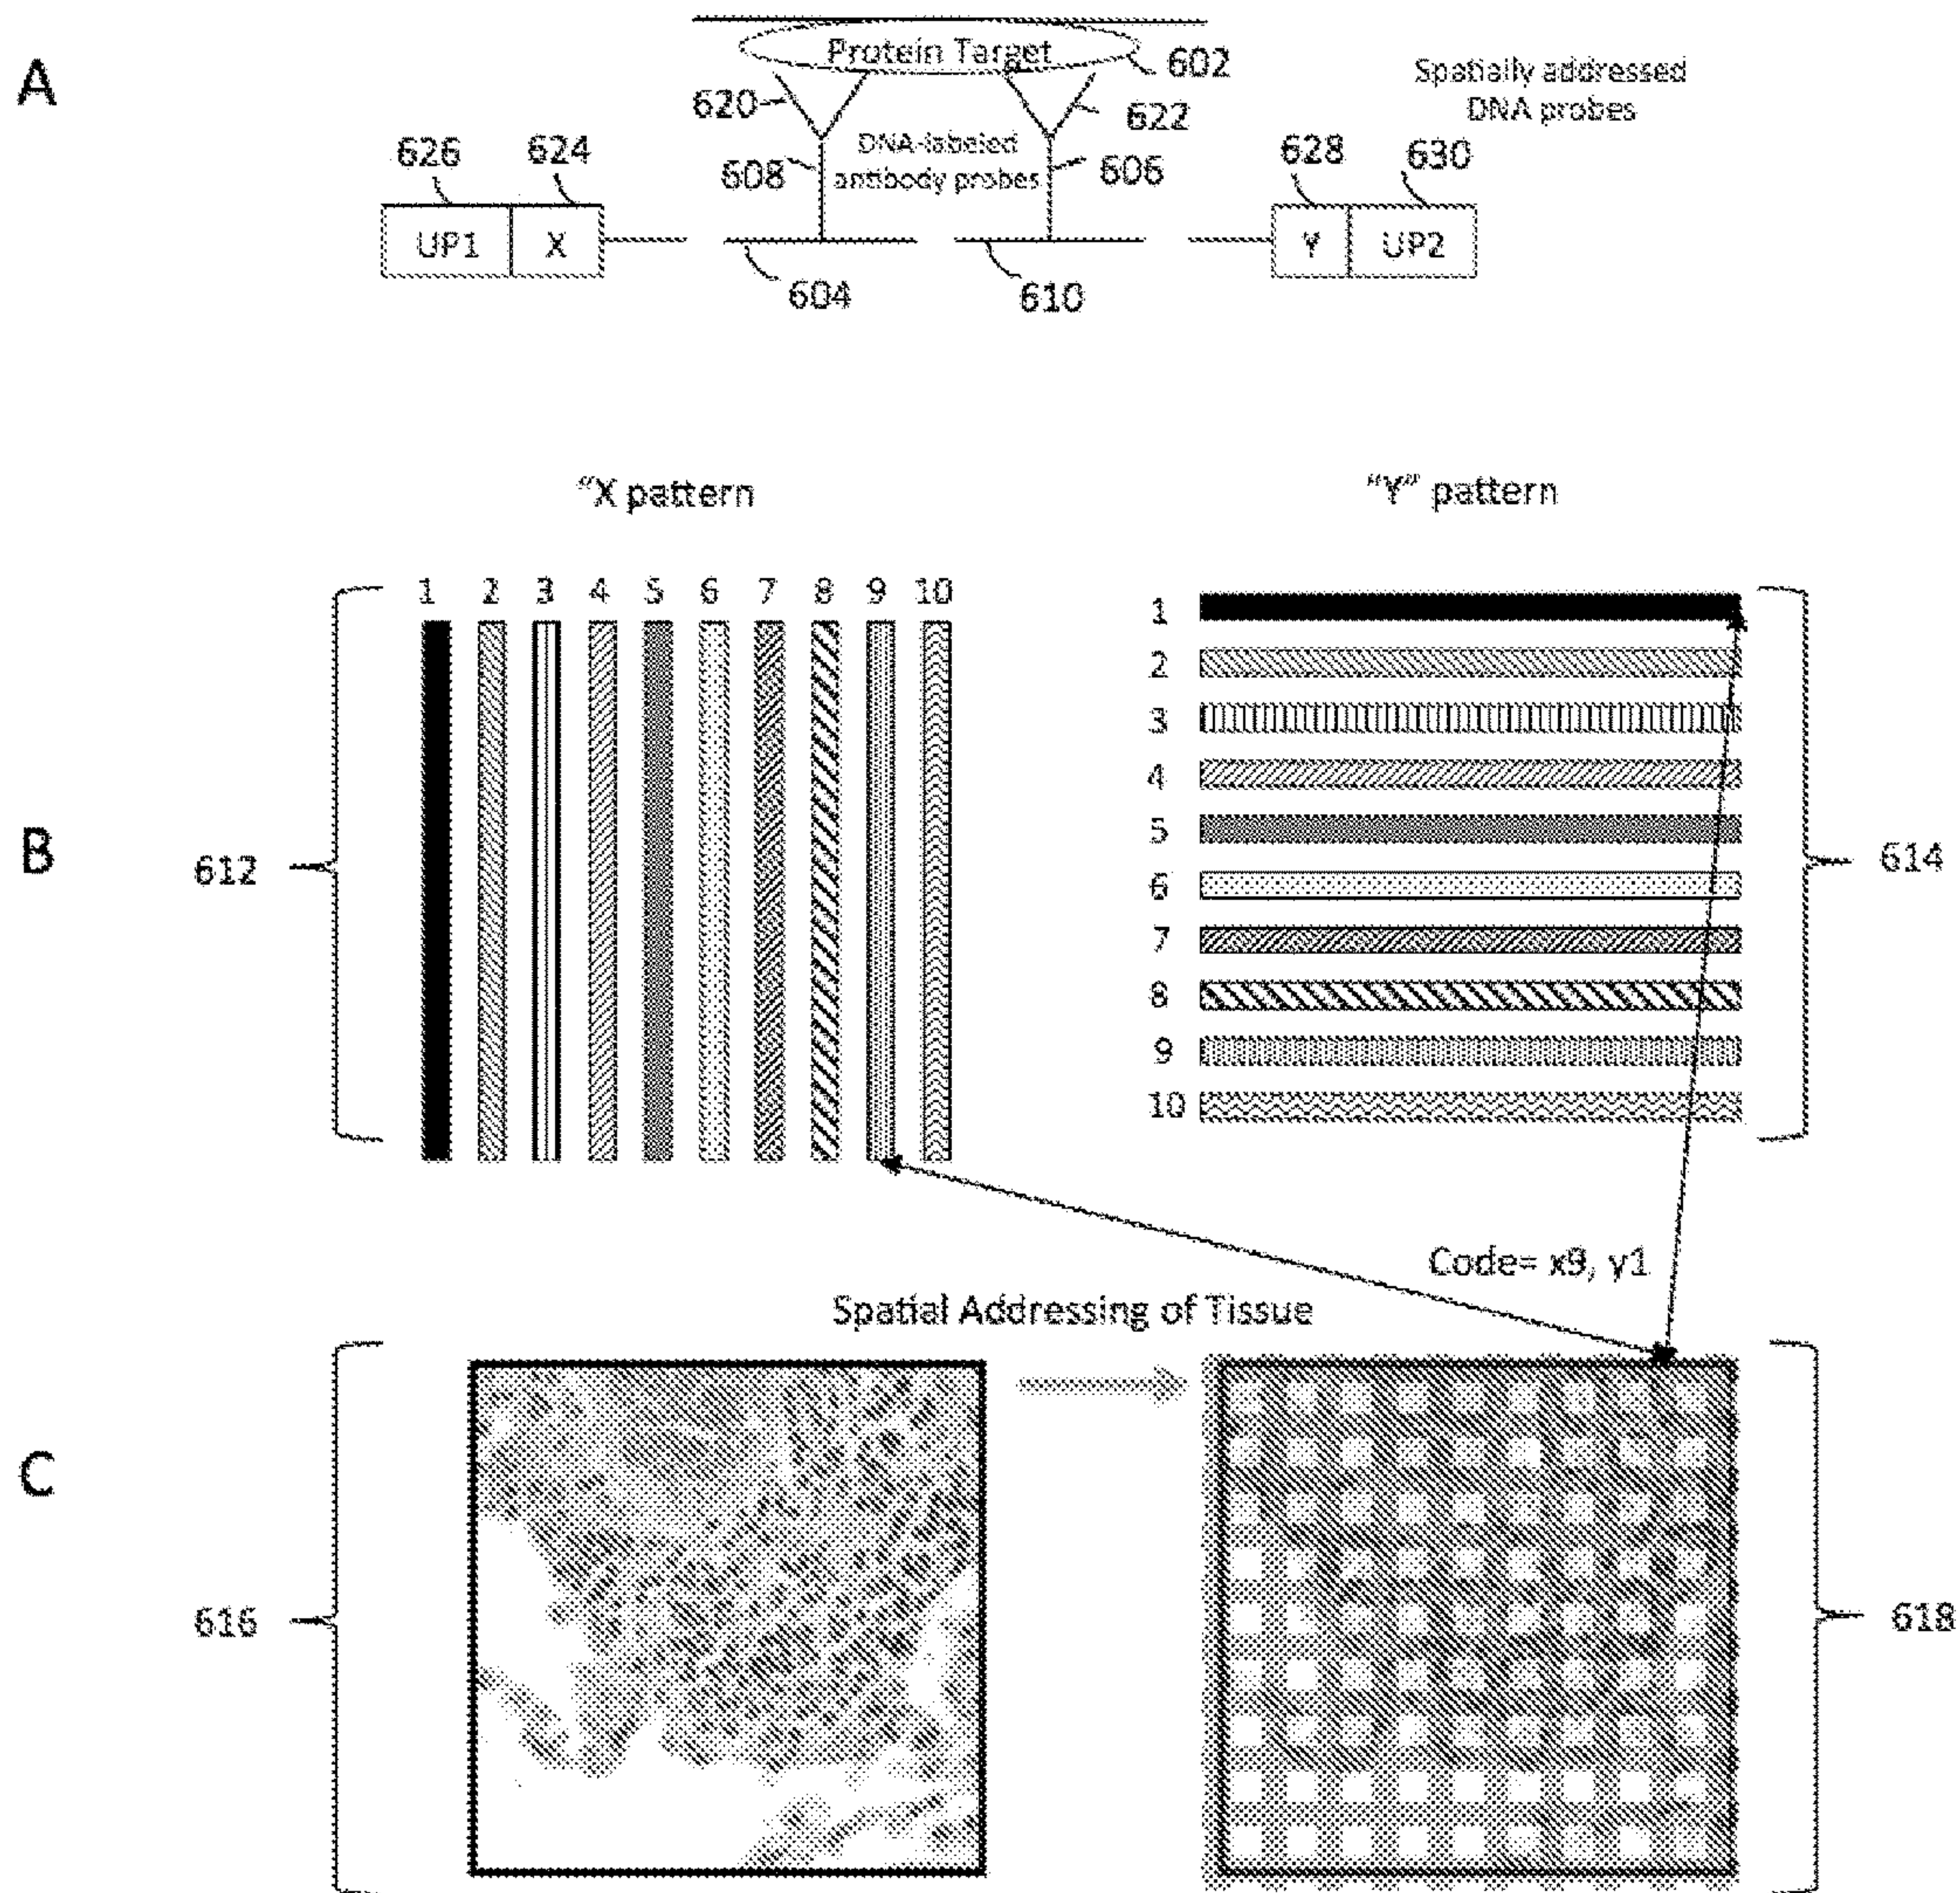 A
Protein Target
602
Spatially addressed
DNA probes
620
622
626
624
608
DNA-labeled
antibody probes
606
628
630
UP1
X
Y
UP2
604
610
B
"X pattern
"Y" pattern
1 2 3 4 5 6 7 8 9 10
1
2
3
4
5
6
7
8
9
10
612
614
Code= x9, y1
Spatial Addressing of Tissue
C
616
618